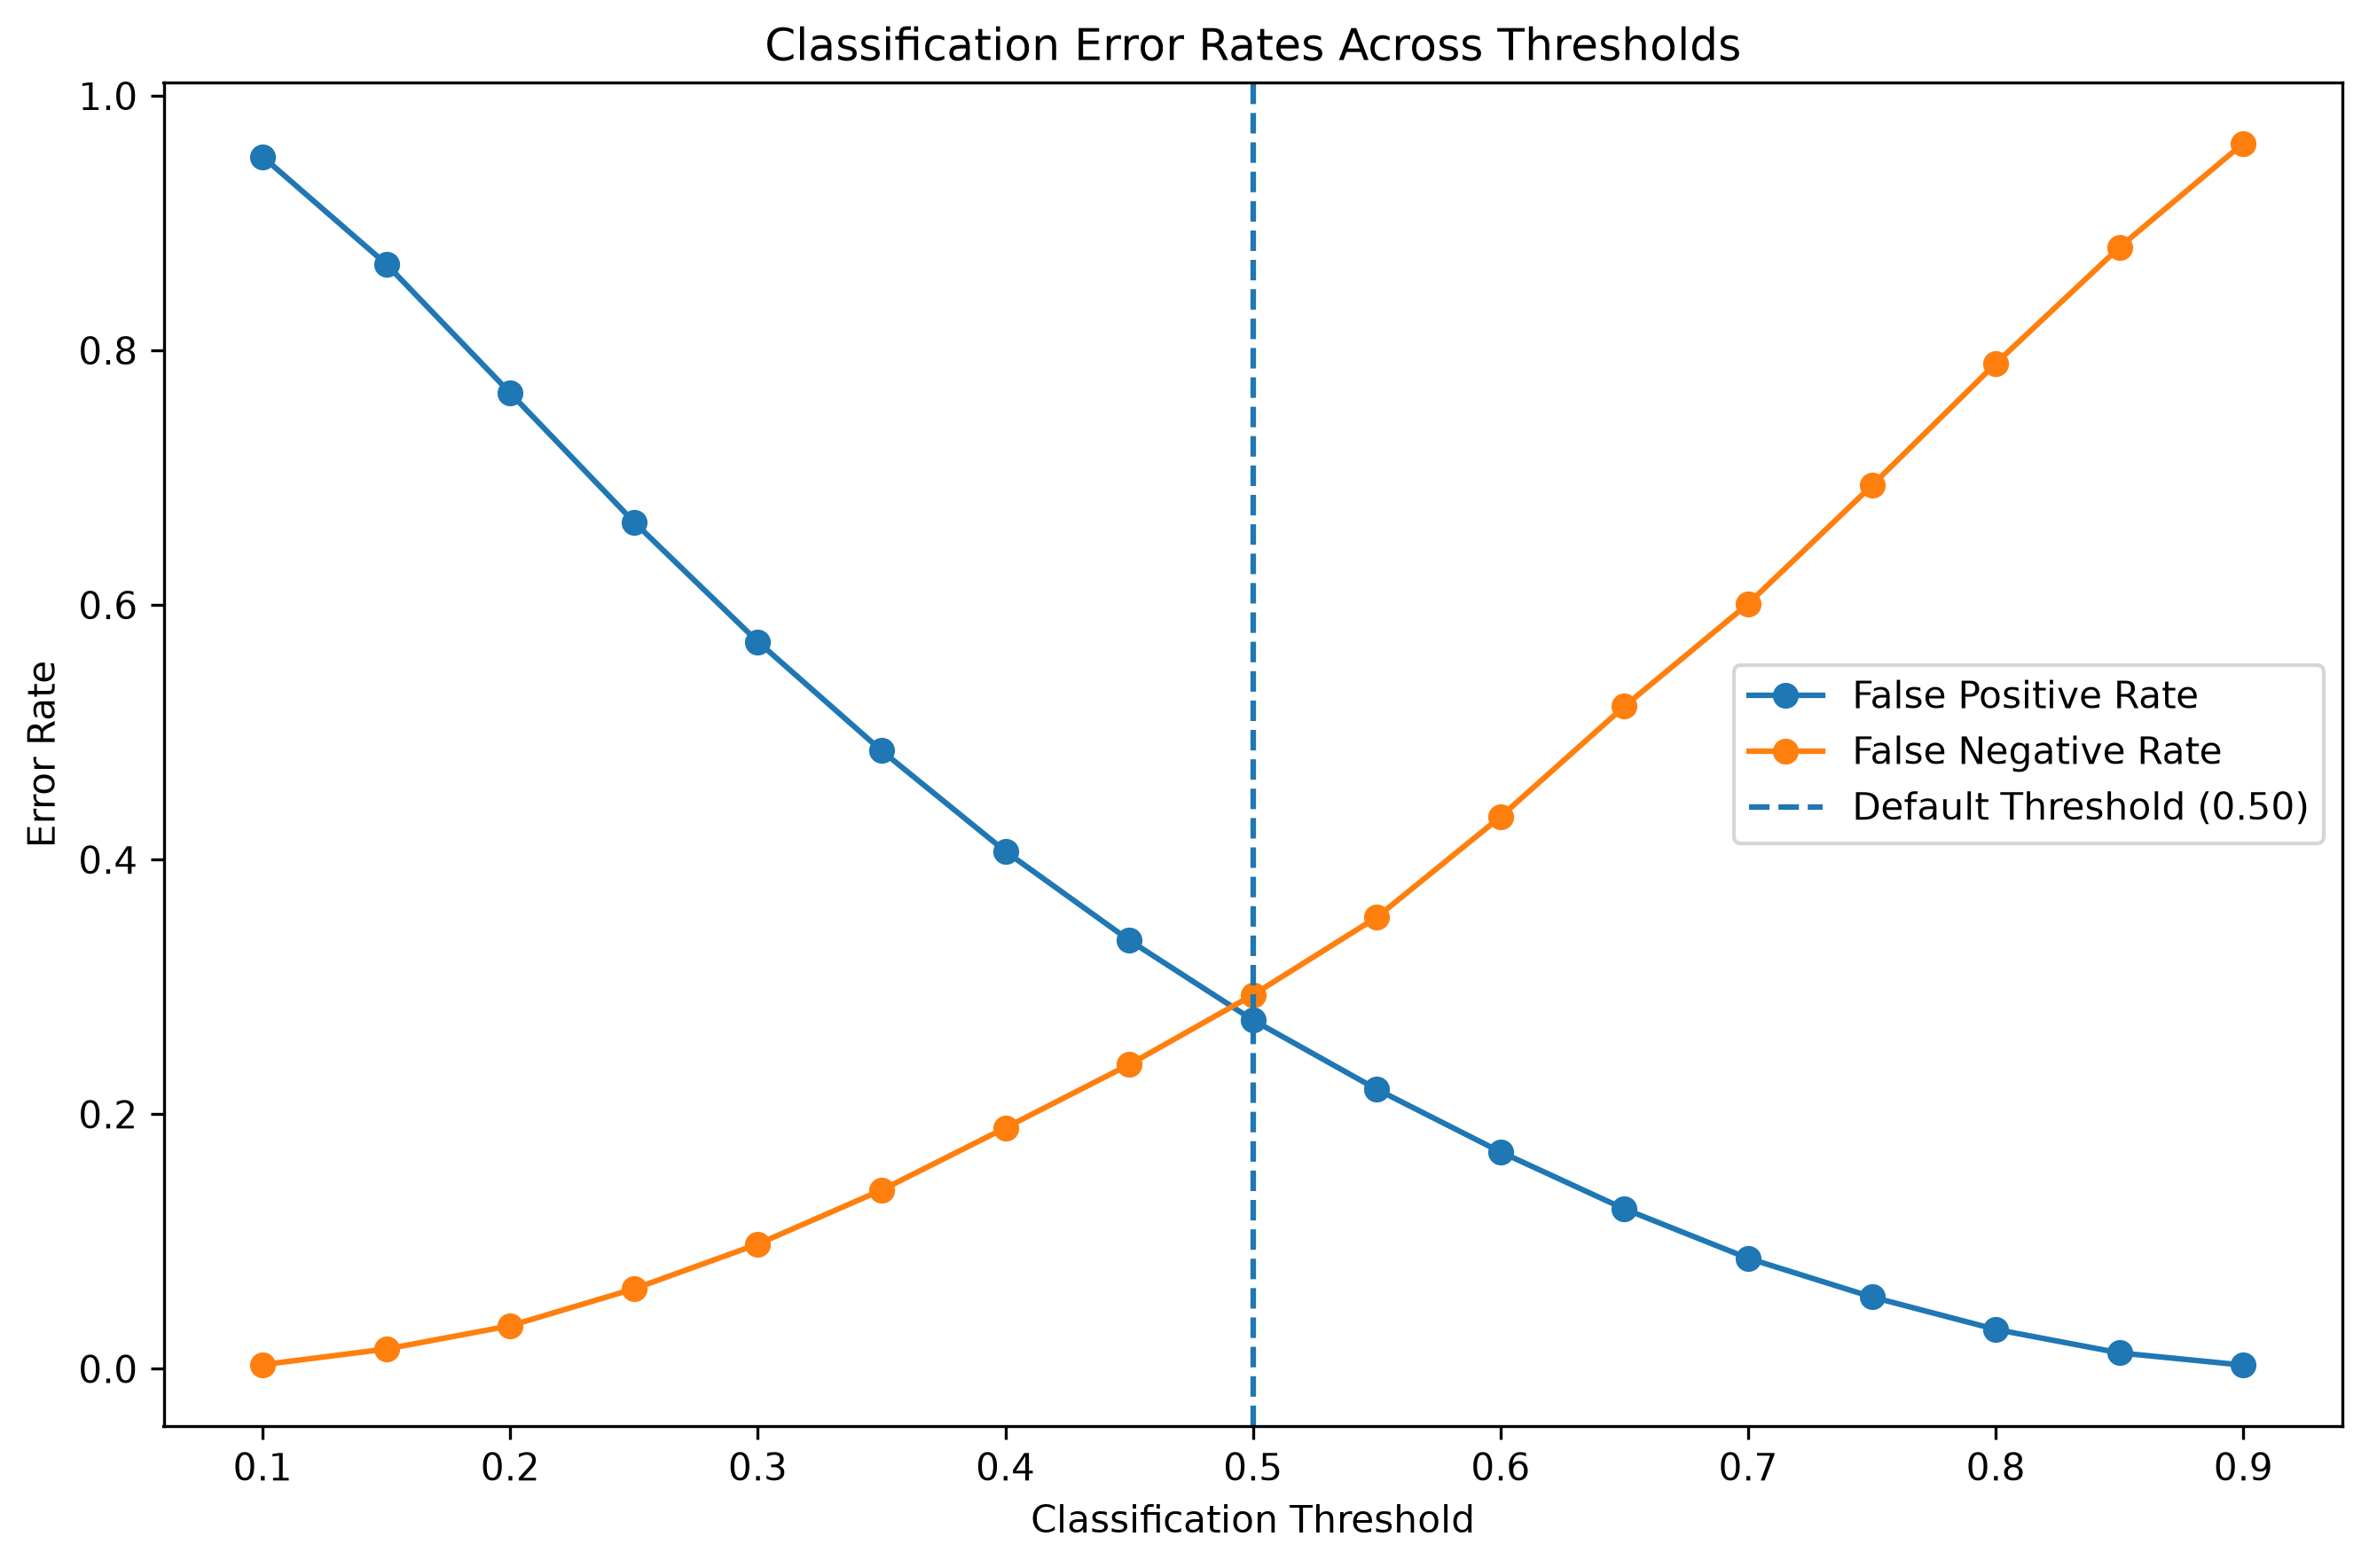 Classification Error Rates Across Thresholds
1.0
0.8
0.6
0.4
0.2
0.0
Error Rate
False Positive Rate
False Negative Rate
Default Threshold (0.50)
0.1 0.2 0.3 0.4 0.5 0.6 0.7 0.8 0.9
Classification Threshold